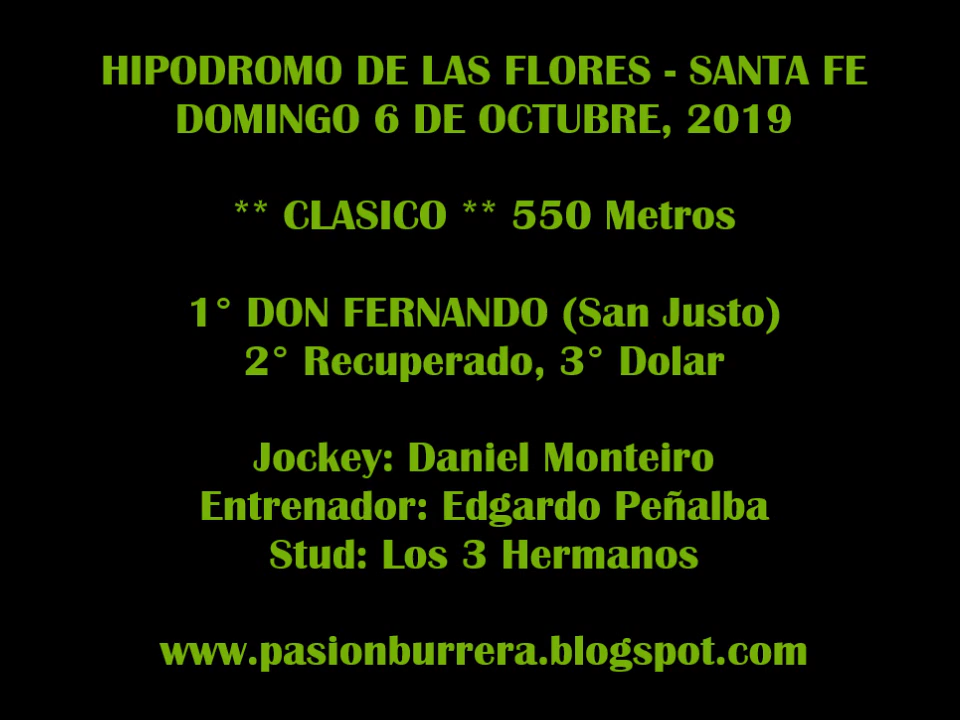 HIPODROMO DE LAS FLORES - SANTA FE
DOMINGO 6 DE OCTUBRE, 2019
** CLASICO ** 550 Metros
1° DON FERNANDO (San Justo)
2° Recuperado, 3° Dolar
Jockey: Daniel Monteiro
Entrenador: Edgardo Peñalba
Stud: Los 3 Hermanos
www.pasionburrera.blogspot.com